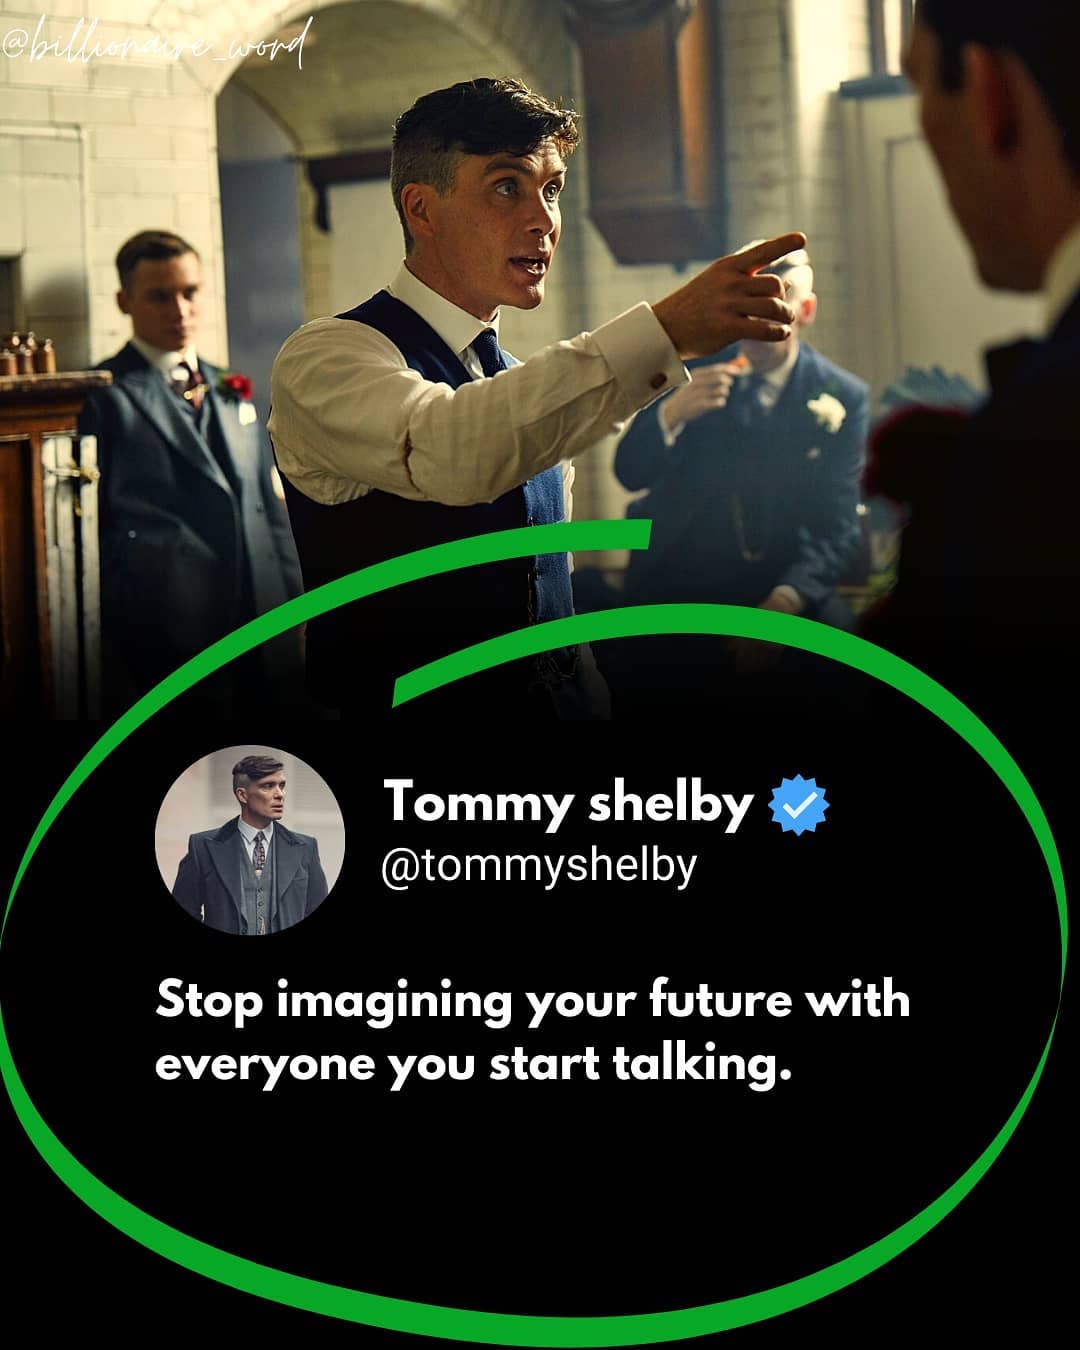 @billionaire_word
Tommy shelby
@tommyshelby
Stop imagining your future with
everyone you start talking.